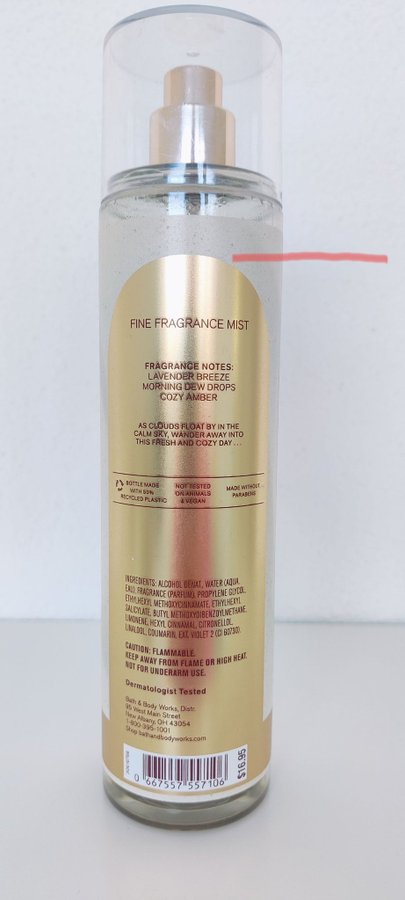 FINE FRAGRANCE MIST
FRAGRANCE NOTES:
LAVENDER BREEZE
MORNING DEW DROPS
COZY AMBER
AS CLOUDS FLOAT BY IN THE
CALM SKY, WANDER AWAY INTO
THIS FRESH AND COZY DAY ...
BOTTLE MADE
WITH 50%
RECYCLED PLASTIC
NOT TESTED
ON ANIMALS
& VEGAN
MADE WITHOUT
PARABENS
INGREDIENTS: ALCOHOL DENAT., WATER (AQUA,
EAU), FRAGRANCE (PARFUM), PROPYLENE GLYCOL,
ETHYLHEXYL METHOXYCINNAMATE, ETHYLHEXYL
SALICYLATE, BUTYL METHOXYDIBENZOYLMETHANE,
LIMONENE, HEXYL CINNAMAL, CITRONELLOL,
LINALOOL, COUMARIN, EXT. VIOLET 2 (CI 60730).
CAUTION: FLAMMABLE.
KEEP AWAY FROM FLAME OR HIGH HEAT.
NOT FOR UNDERARM USE.
Dermatologist Tested
Bath & Body Works, Distr.
95 West Main Street
New Albany, OH 43054
1-800-395-1001
Shop bathandbodyworks.com
0 667557 557106
$16.95